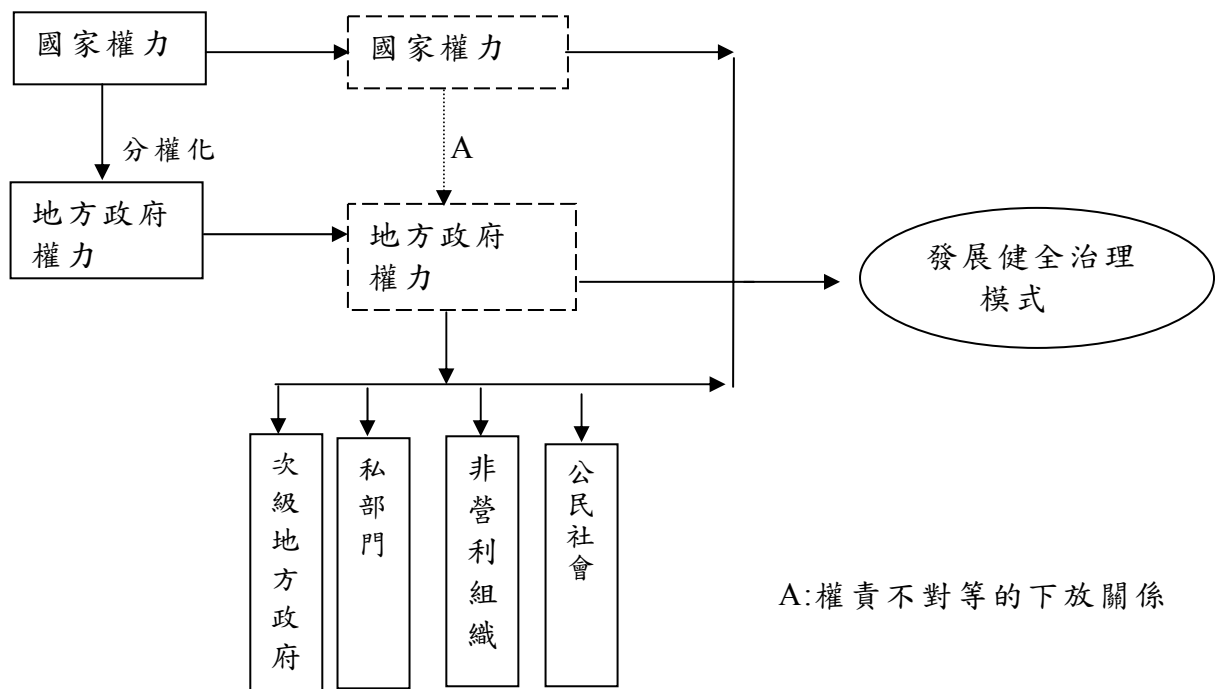 國家權力
國家權力
分權化
A
地方政府
權力
地方政府
權力
發展健全治理
模式
次級地方政府
私部門
非營利組織
公民社會
A:權責不對等的下放關係